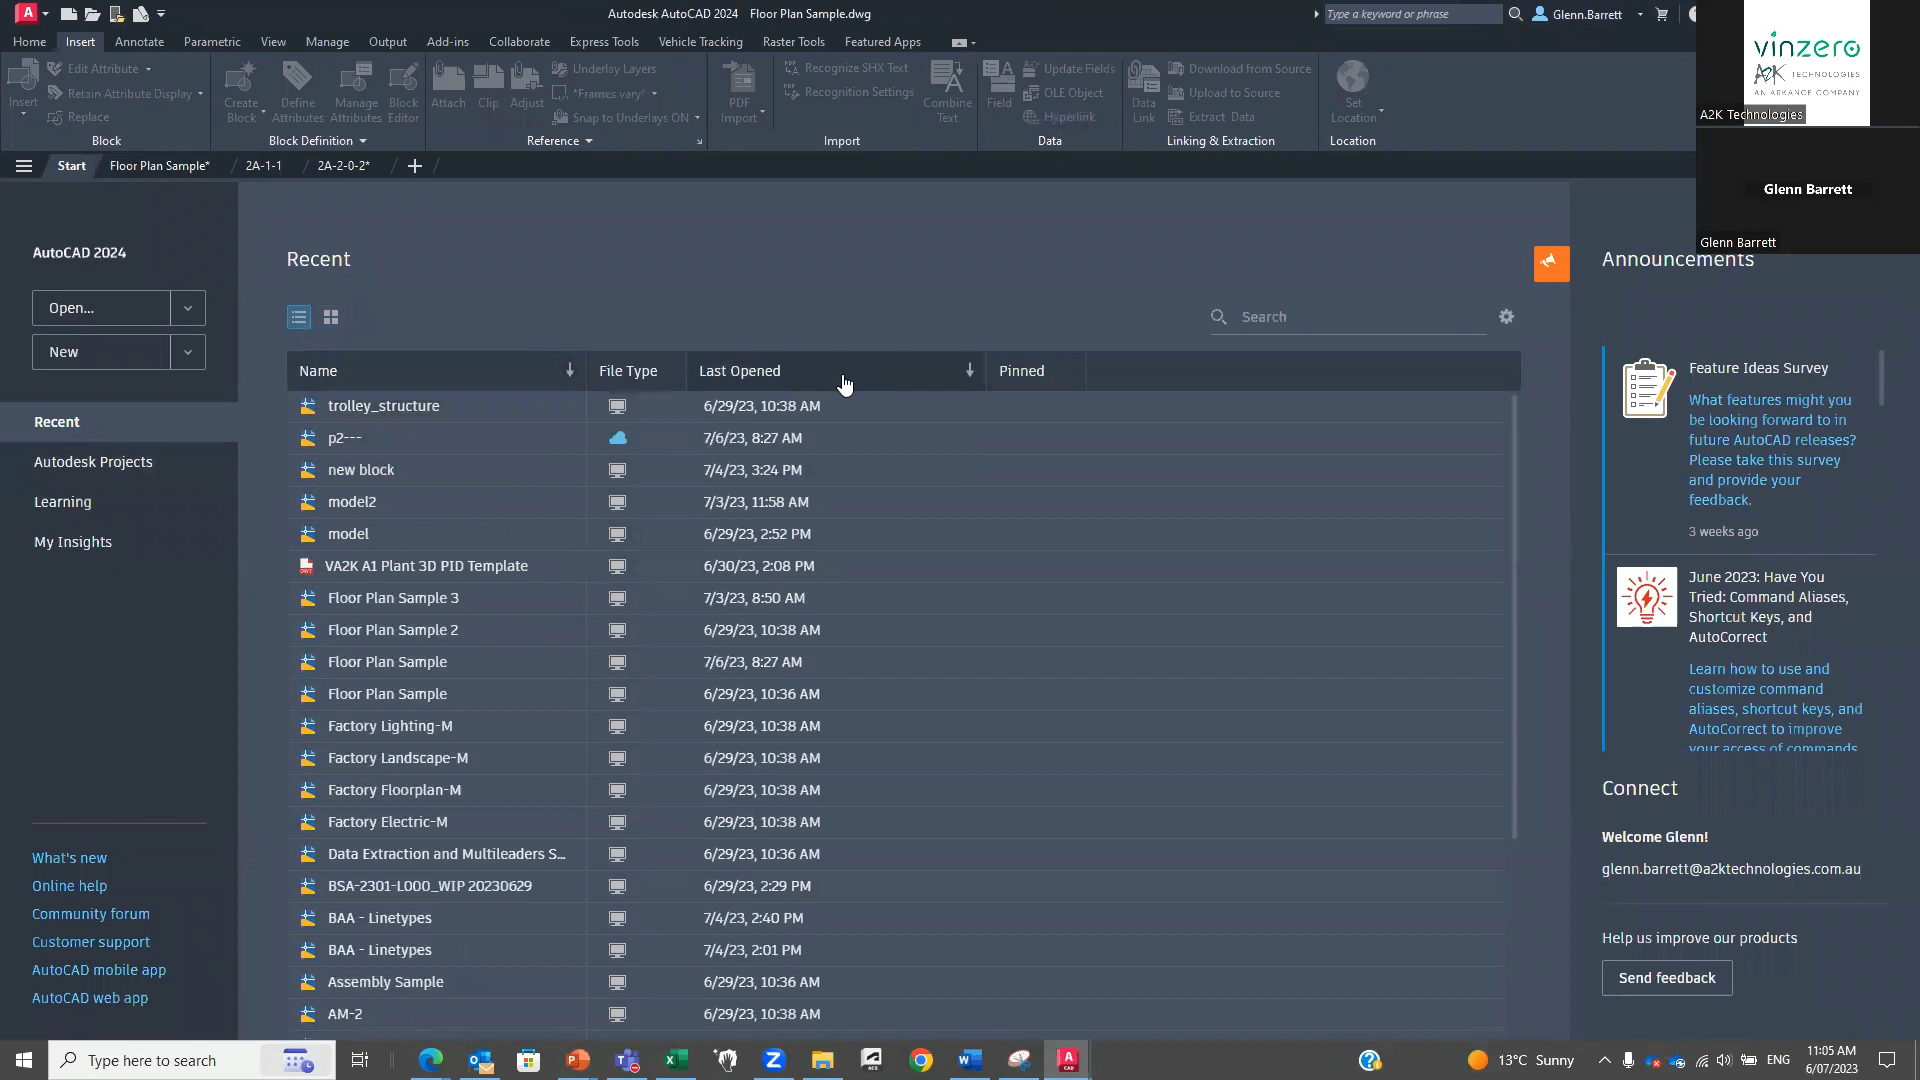 Autodesk AutoCAD 2024 Floor Plan Sample.dwg
Type a keyword or phrase
Glenn.Barrett
Home Insert Annotate Parametric View Manage Output Add-ins Collaborate Express Tools Vehicle Tracking Raster Tools Featured Apps
Insert
Edit Attribute
Retain Attribute Display
Replace
Block
Create Block
Define Attributes
Manage Attributes
Block Editor
Block Definition
Attach
Clip
Adjust
Underlay Layers
*Frames vary*
Snap to Underlays ON
Reference
PDF Import
Recognize SHX Text
Recognition Settings
Combine Text
Import
Field
Update Fields
OLE Object
Hyperlink
Data
Data Link
Download from Source
Upload to Source
Extract Data
Linking & Extraction
Set Location
Location
vinzero
A2K TECHNOLOGIES
AN ARKANCE COMPANY
A2K Technologies
Glenn Barrett
Glenn Barrett
Start Floor Plan Sample* 2A-1-1 2A-2-0-2*
AutoCAD 2024
Open...
New
Recent
Autodesk Projects
Learning
My Insights
What's new
Online help
Community forum
Customer support
AutoCAD mobile app
AutoCAD web app
Recent
Search
Name File Type Last Opened Pinned
trolley_structure 6/29/23, 10:38 AM
p2--- 7/6/23, 8:27 AM
new block 7/4/23, 3:24 PM
model2 7/3/23, 11:58 AM
model 6/29/23, 2:52 PM
VA2K A1 Plant 3D PID Template 6/30/23, 2:08 PM
Floor Plan Sample 3 7/3/23, 8:50 AM
Floor Plan Sample 2 6/29/23, 10:38 AM
Floor Plan Sample 7/6/23, 8:27 AM
Floor Plan Sample 6/29/23, 10:36 AM
Factory Lighting-M 6/29/23, 10:38 AM
Factory Landscape-M 6/29/23, 10:38 AM
Factory Floorplan-M 6/29/23, 10:38 AM
Factory Electric-M 6/29/23, 10:38 AM
Data Extraction and Multileaders S... 6/29/23, 10:36 AM
BSA-2301-L000_WIP 20230629 6/29/23, 2:29 PM
BAA - Linetypes 7/4/23, 2:40 PM
BAA - Linetypes 7/4/23, 2:01 PM
Assembly Sample 6/29/23, 10:36 AM
AM-2 6/29/23, 10:38 AM
Announcements
Feature Ideas Survey
What features might you
be looking forward to in
future AutoCAD releases?
Please take this survey
and provide your
feedback.
3 weeks ago
June 2023: Have You
Tried: Command Aliases,
Shortcut Keys, and
AutoCorrect
Learn how to use and
customize command
aliases, shortcut keys, and
AutoCorrect to improve
your access of commands
Connect
Welcome Glenn!
glenn.barrett@a2ktechnologies.com.au
Help us improve our products
Send feedback
Type here to search
13°C Sunny
ENG
11:05 AM
6/07/2023